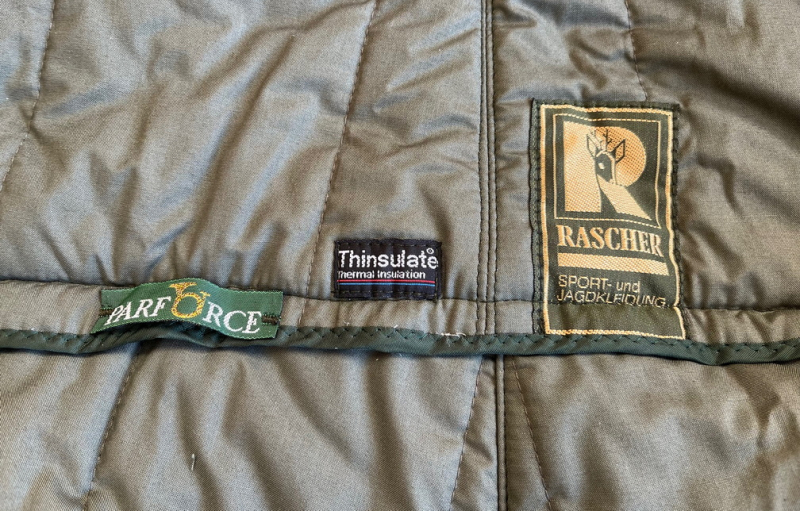 PARFORCE
Thinsulate®
Thermal Insulation
R
RASCHER
SPORT- und
JAGDKLEIDUNG